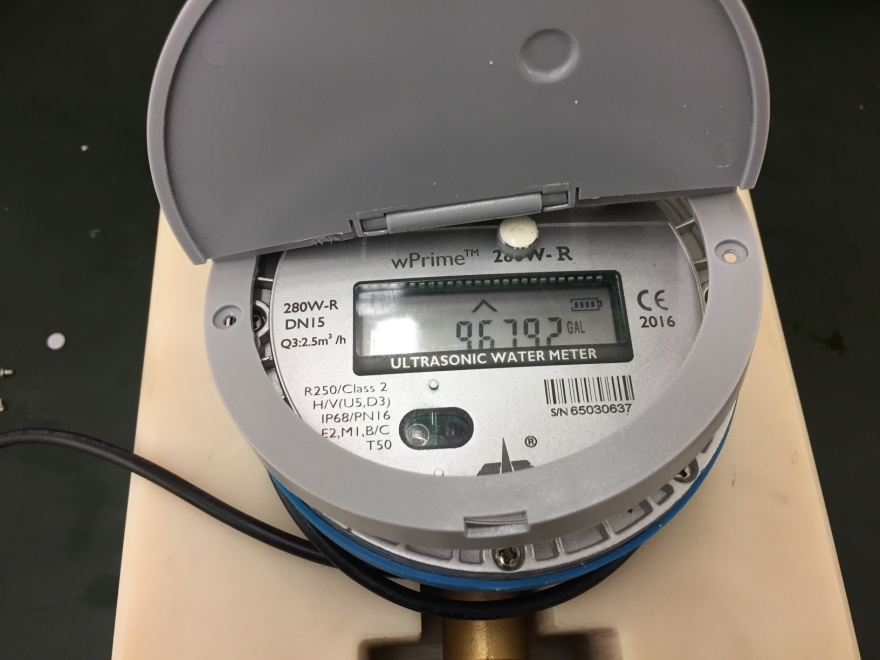 wPrime™ 280W-R
280W-R
DN15
Q3:2.5m³/h
CE
2016
GAL
ULTRASONIC WATER METER
R250/Class 2
H/V(U5,D3)
IP68/PN16
E2,M1,B/C
T50
S/N 65030637
®